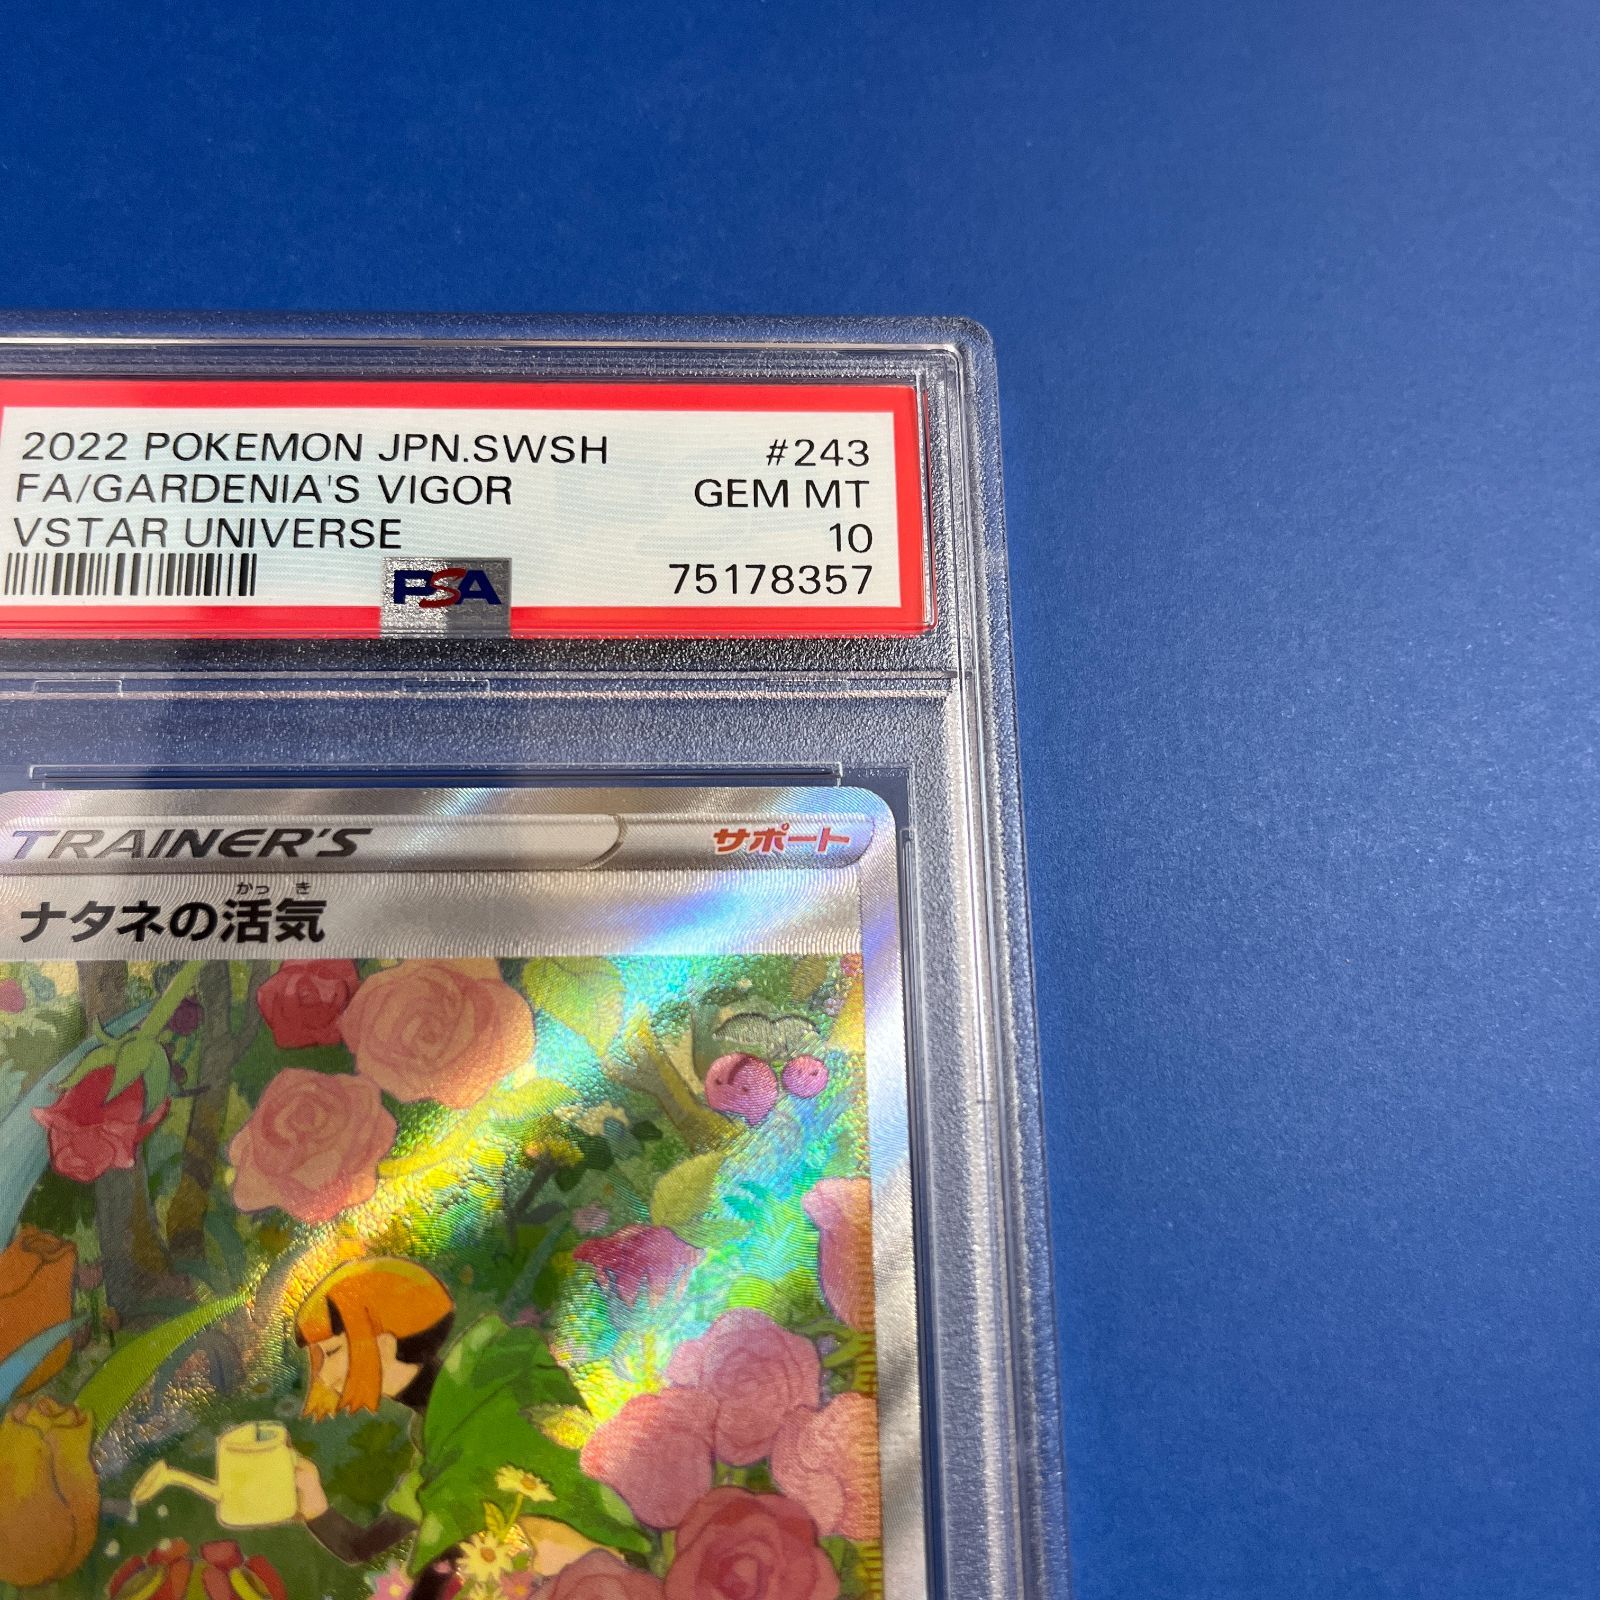 2022 POKEMON JPN.SWSH #243
FA/GARDENIA'S VIGOR GEM MT
VSTAR UNIVERSE 10
PSA 75178357
TRAINER'S サポート
かっ き
ナタネの活気